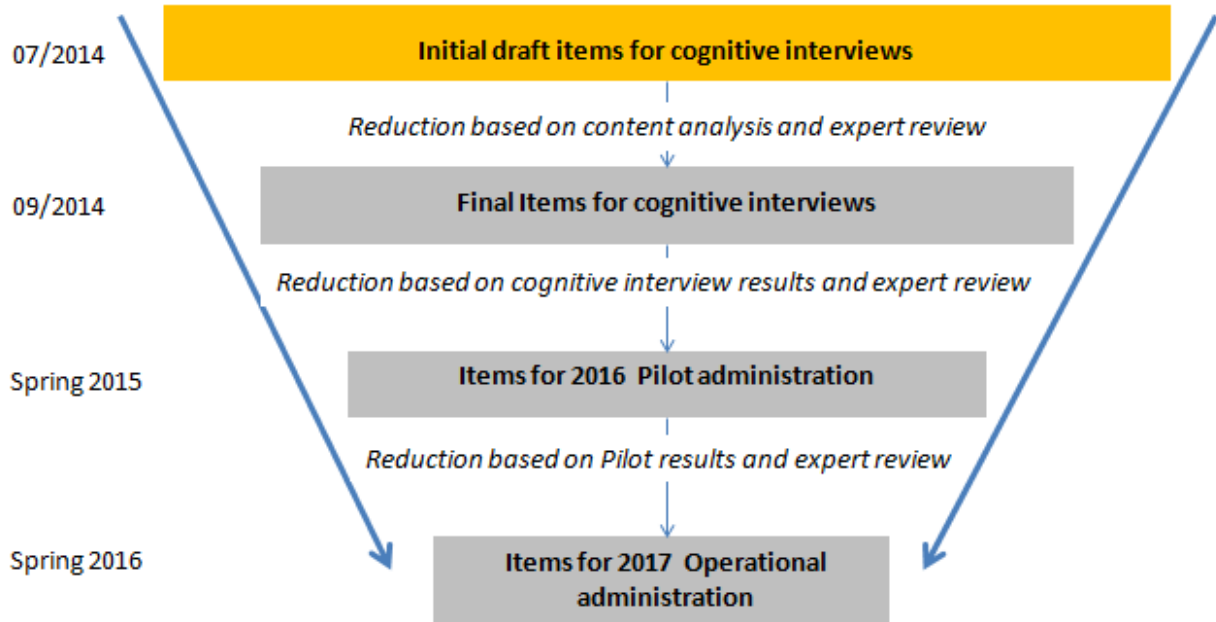 07/2014
Initial draft items for cognitive interviews
Reduction based on content analysis and expert review
09/2014
Final Items for cognitive interviews
Reduction based on cognitive interview results and expert review
Spring 2015
Items for 2016 Pilot administration
Reduction based on Pilot results and expert review
Spring 2016
Items for 2017 Operational
administration